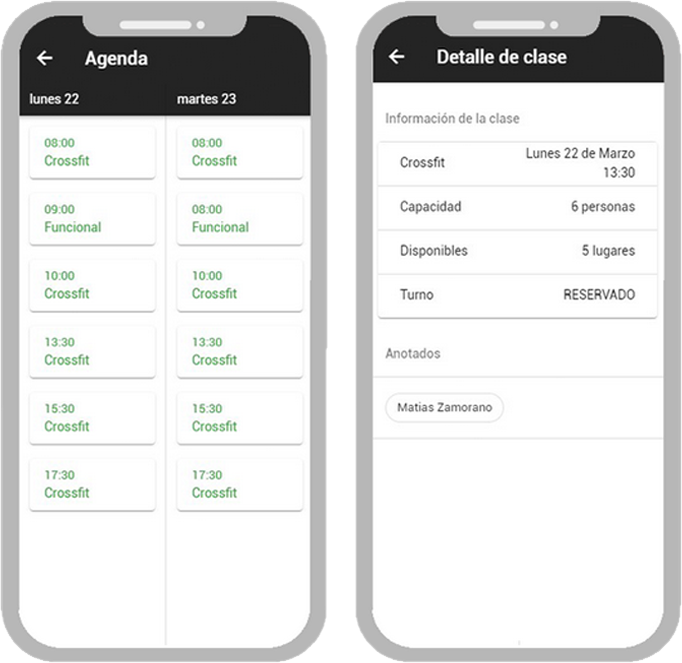 Agenda
lunes 22
martes 23
08:00
Crossfit
08:00
Crossfit
09:00
Funcional
08:00
Funcional
10:00
Crossfit
10:00
Crossfit
13:30
Crossfit
13:30
Crossfit
15:30
Crossfit
15:30
Crossfit
17:30
Crossfit
17:30
Crossfit
Detalle de clase
Información de la clase
Crossfit
Lunes 22 de Marzo
13:30
Capacidad
6 personas
Disponibles
5 lugares
Turno
RESERVADO
Anotados
Matias Zamorano